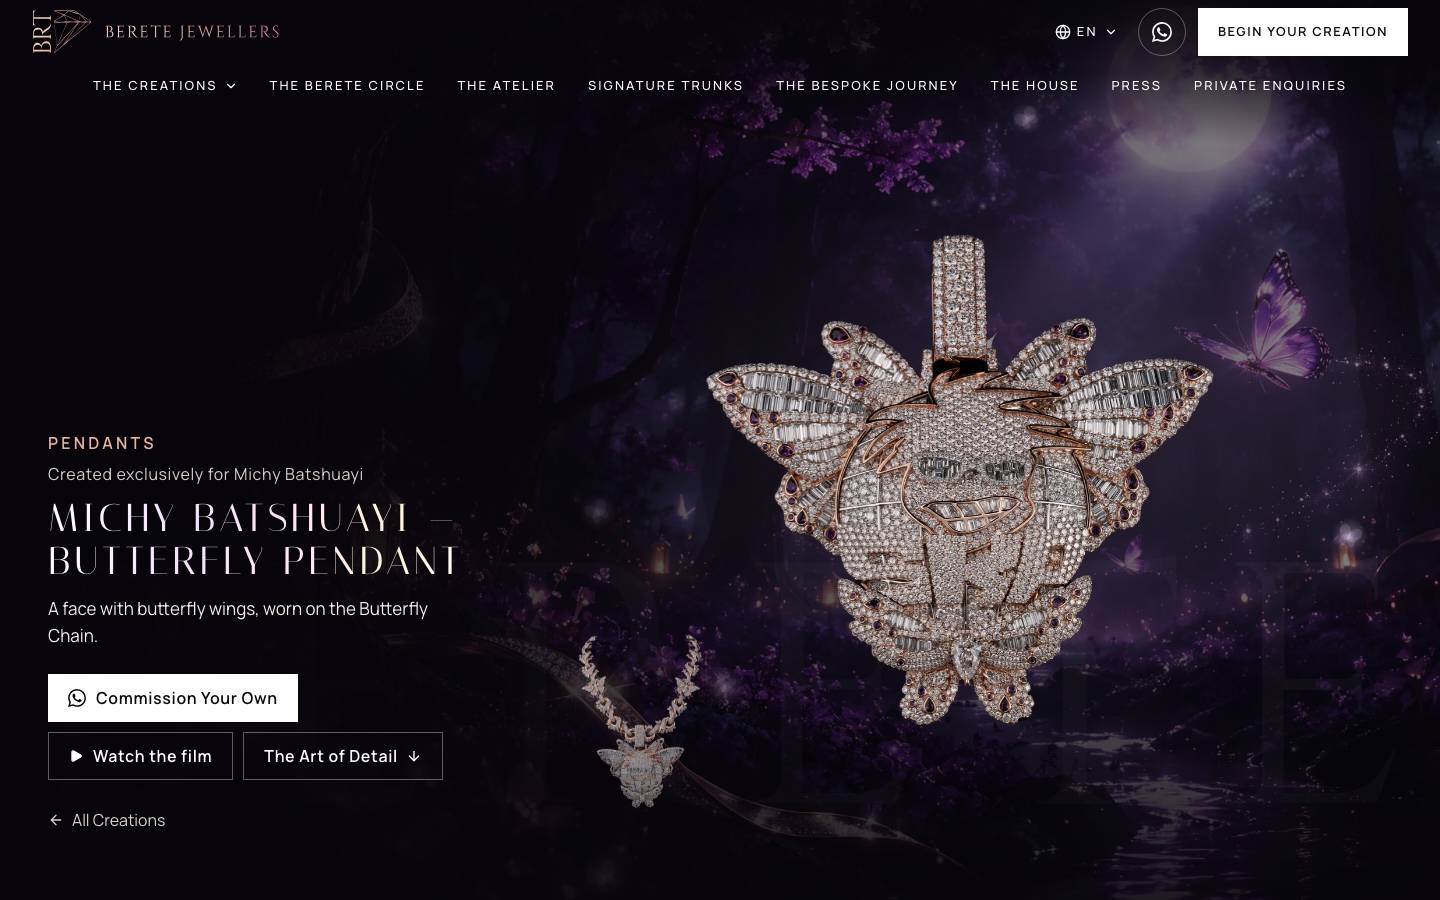 BRT BERETE JEWELLERS
EN
BEGIN YOUR CREATION
THE CREATIONS THE BERETE CIRCLE THE ATELIER SIGNATURE TRUNKS THE BESPOKE JOURNEY THE HOUSE PRESS PRIVATE ENQUIRIES
PENDANTS
Created exclusively for Michy Batshuayi
MICHY BATSHUAYI —
BUTTERFLY PENDANT
A face with butterfly wings, worn on the Butterfly
Chain.
Commission Your Own
Watch the film The Art of Detail
All Creations